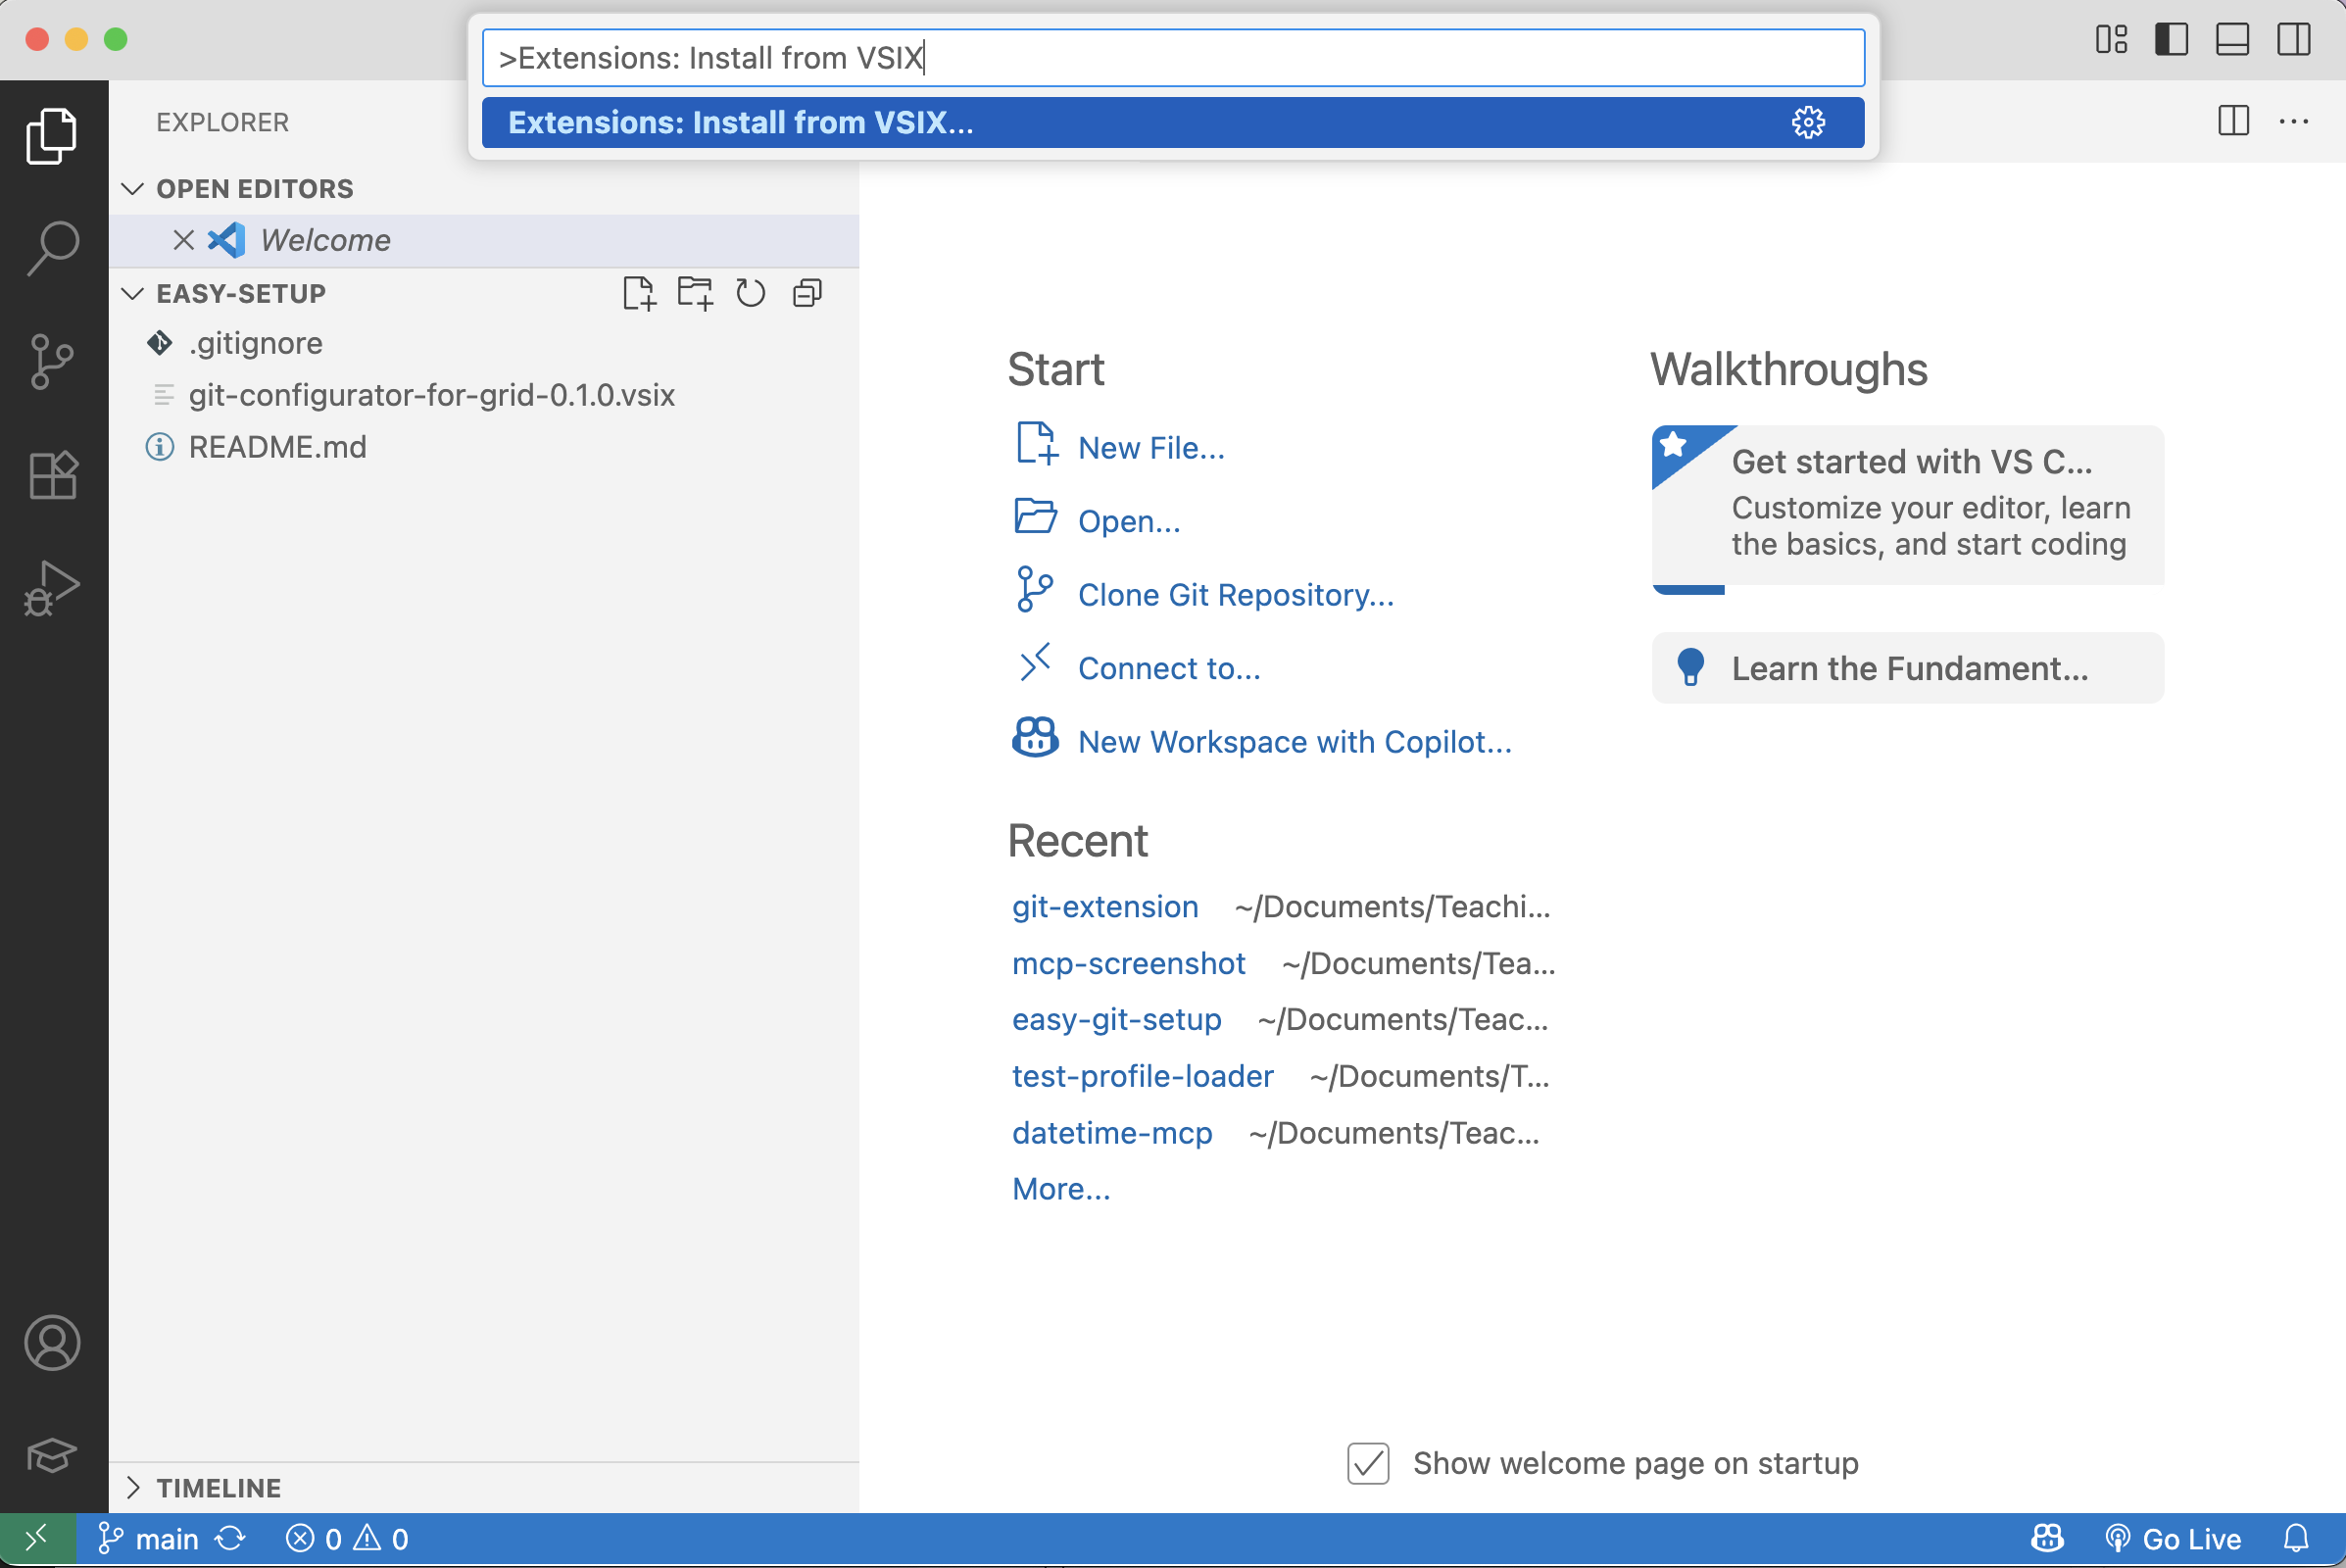 >Extensions: Install from VSIX
Extensions: Install from VSIX...
EXPLORER
OPEN EDITORS
Welcome
EASY-SETUP
.gitignore
git-configurator-for-grid-0.1.0.vsix
README.md
TIMELINE
Start
New File...
Open...
Clone Git Repository...
Connect to...
New Workspace with Copilot...
Recent
git-extension ~/Documents/Teachi...
mcp-screenshot ~/Documents/Tea...
easy-git-setup ~/Documents/Teac...
test-profile-loader ~/Documents/T...
datetime-mcp ~/Documents/Teac...
More...
Walkthroughs
Get started with VS C...
Customize your editor, learn
the basics, and start coding
Learn the Fundament...
Show welcome page on startup
main 0 0 Go Live